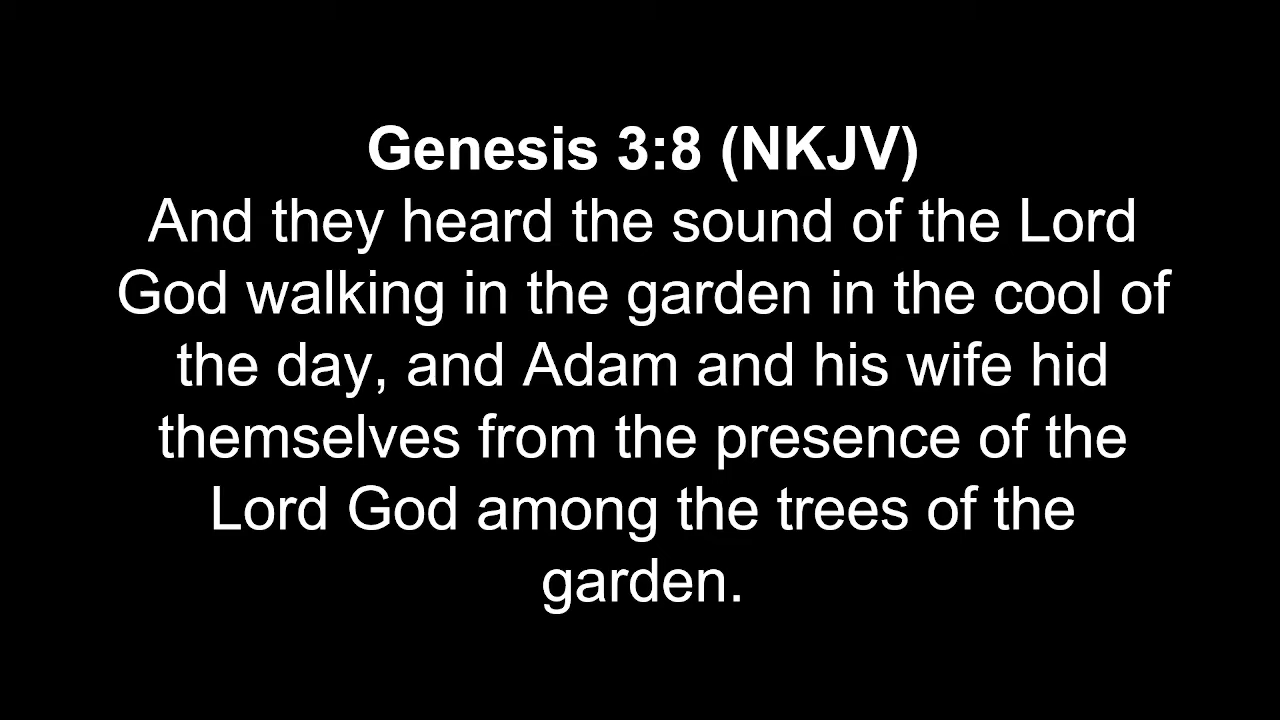 Genesis 3:8 (NKJV)
And they heard the sound of the Lord
God walking in the garden in the cool of
the day, and Adam and his wife hid
themselves from the presence of the
Lord God among the trees of the
garden.